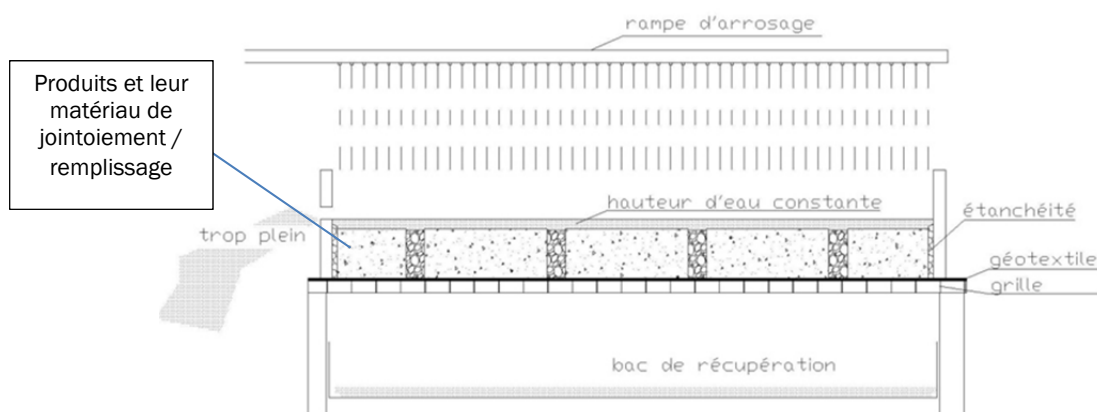 rampe d'arrosage
Produits et leur
matériau de
jointoiement /
remplissage
hauteur d'eau constante
étanchéité
trop plein
géotextile
grille
bac de récupération